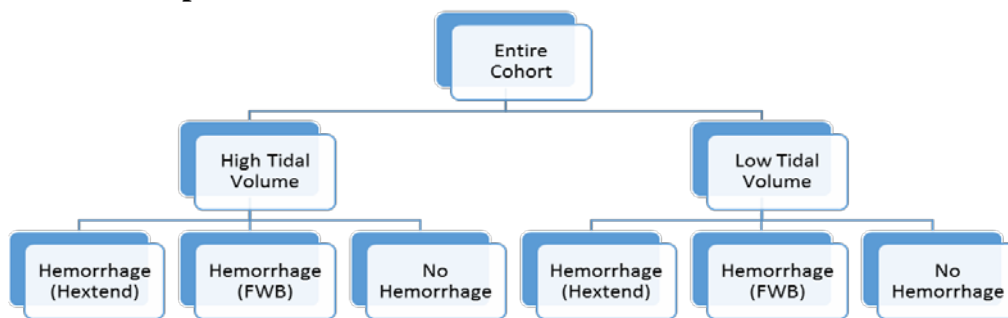 Entire
Cohort
High Tidal
Volume
Low Tidal
Volume
Hemorrhage
(Hextend)
Hemorrhage
(FWB)
No
Hemorrhage
Hemorrhage
(Hextend)
Hemorrhage
(FWB)
No
Hemorrhage